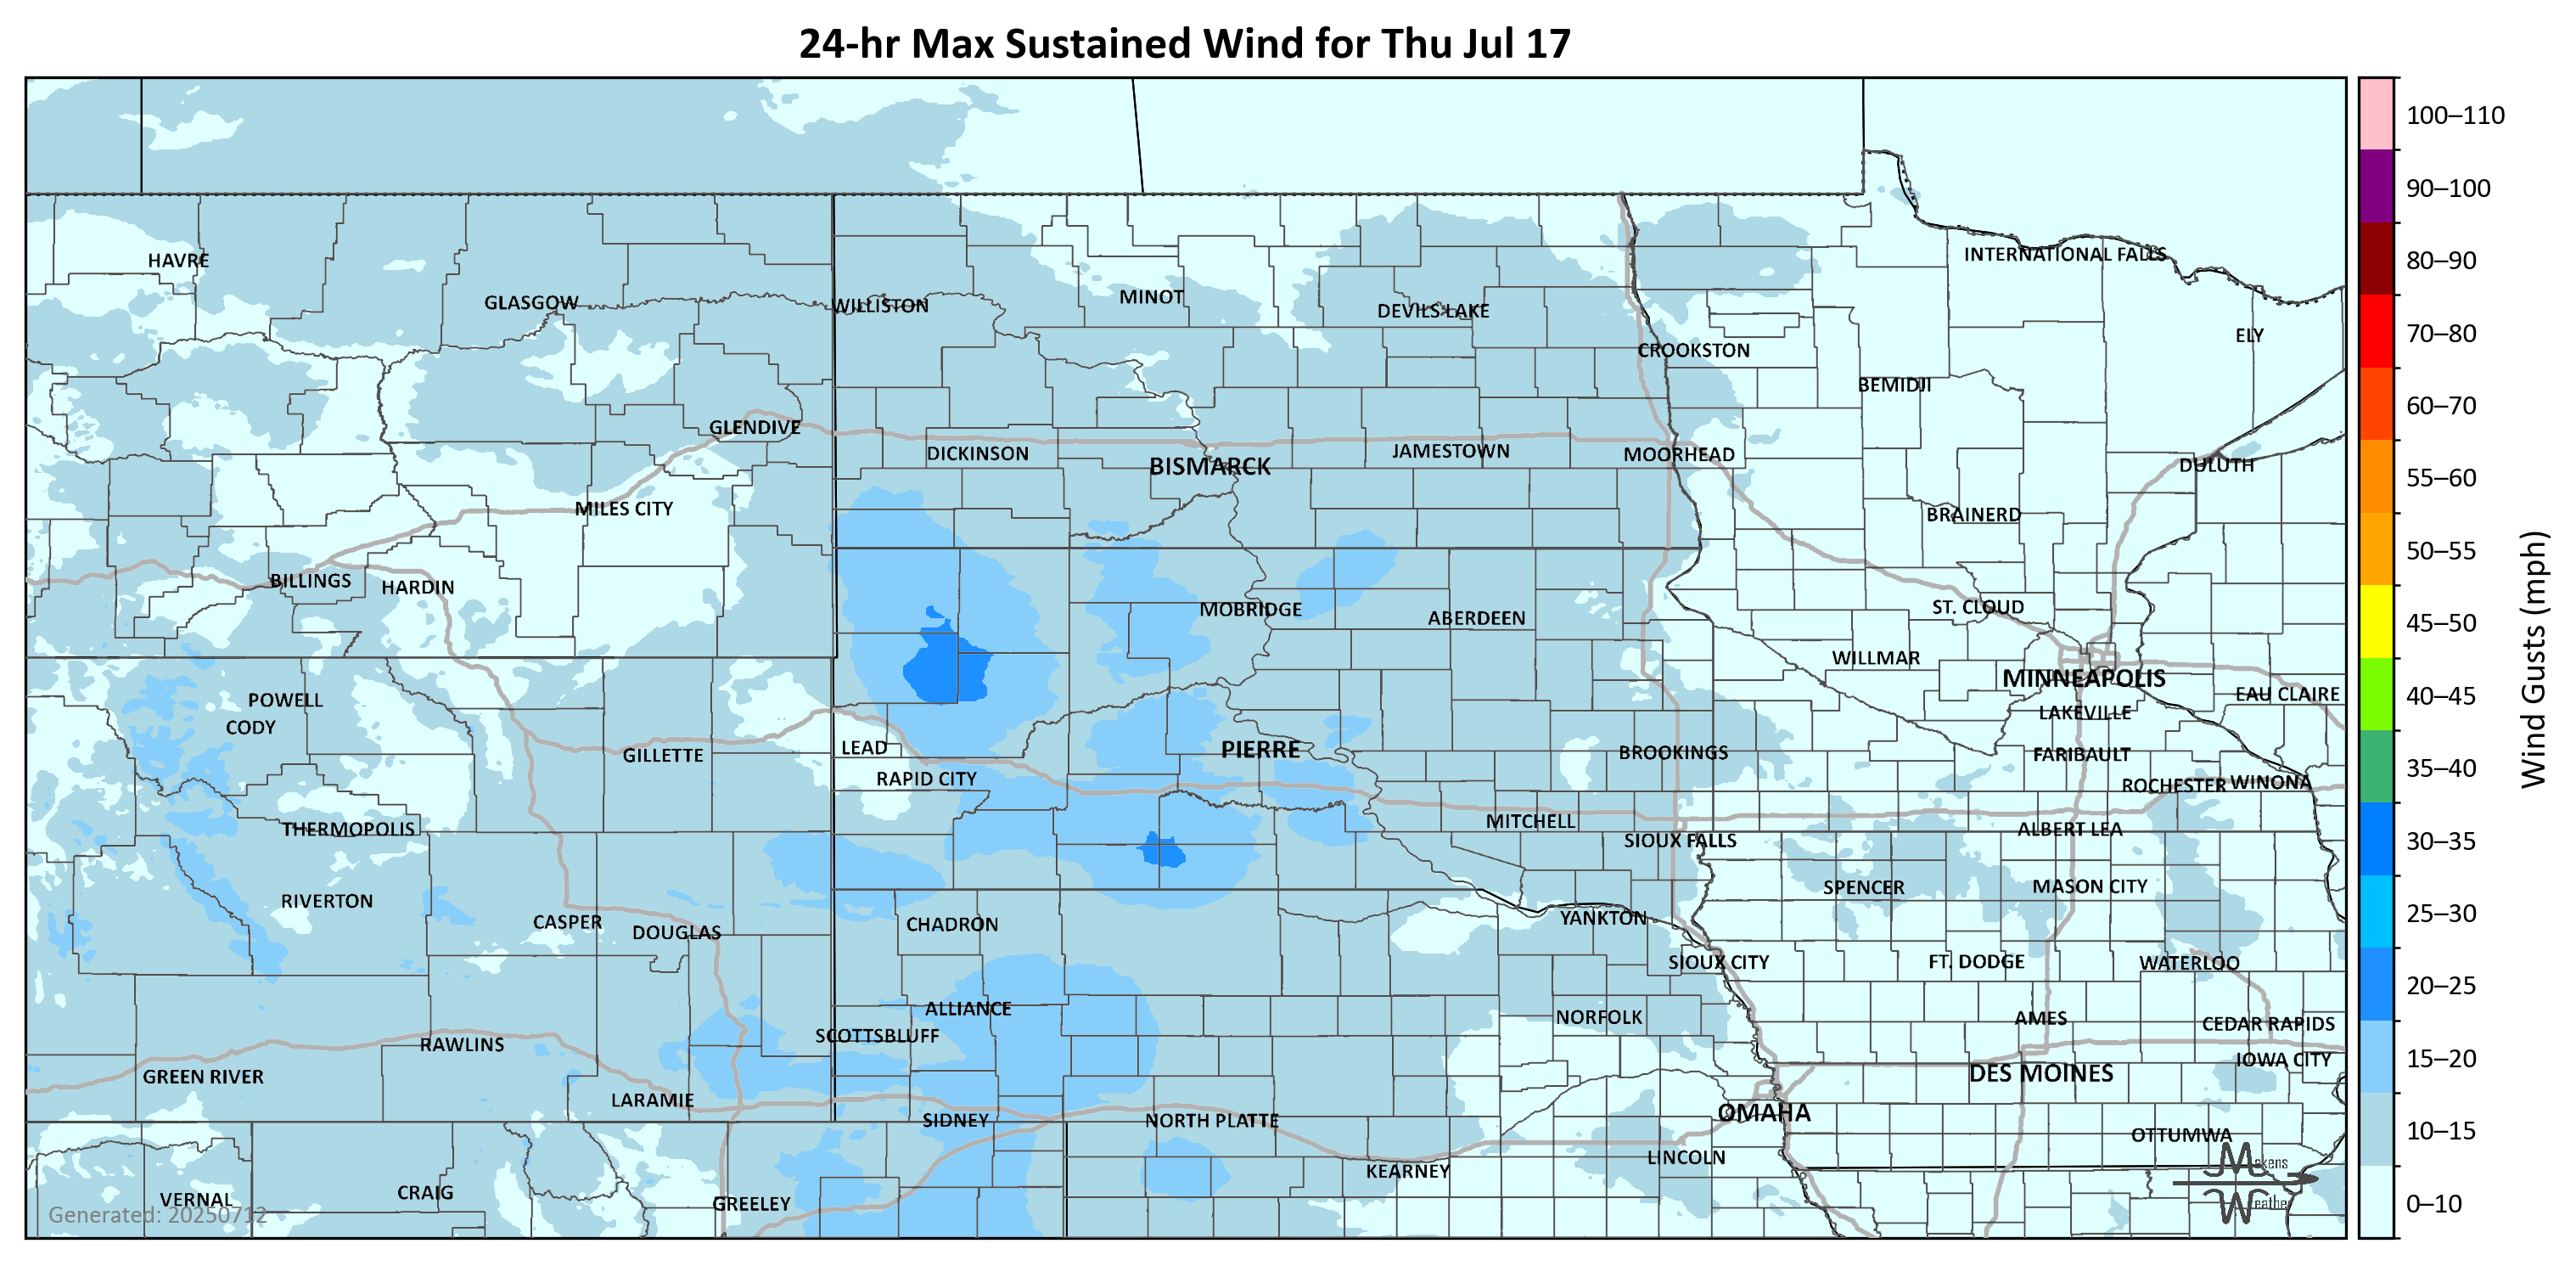 24-hr Max Sustained Wind for Thu Jul 17
100–110
90–100
80–90
70–80
60–70
55–60
50–55
45–50
40–45
35–40
30–35
25–30
20–25
15–20
10–15
0–10
Wind Gusts (mph)
INTERNATIONAL FALLS
HAVRE
GLASGOW
WILLISTON
MINOT
DEVILS LAKE
ELY
CROOKSTON
BEMIDJI
GLENDIVE
DICKINSON
BISMARCK
JAMESTOWN
MOORHEAD
DULUTH
MILES CITY
BRAINERD
BILLINGS
HARDIN
MOBRIDGE
ABERDEEN
ST. CLOUD
WILLMAR
MINNEAPOLIS
EAU CLAIRE
POWELL
CODY
LAKEVILLE
GILLETTE
LEAD
PIERRE
BROOKINGS
FARIBAULT
RAPID CITY
ROCHESTER
WINONA
THERMOPOLIS
MITCHELL
SIOUX FALLS
ALBERT LEA
RIVERTON
SPENCER
MASON CITY
CASPER
DOUGLAS
CHADRON
YANKTON
SIOUX CITY
FT. DODGE
WATERLOO
ALLIANCE
SCOTTSBLUFF
NORFOLK
AMES
CEDAR RAPIDS
RAWLINS
GREEN RIVER
IOWA CITY
DES MOINES
LARAMIE
SIDNEY
NORTH PLATTE
OMAHA
OTTUMWA
KEARNEY
LINCOLN
VERNAL
CRAIG
GREELEY
Makens
Weather
Generated: 20250712